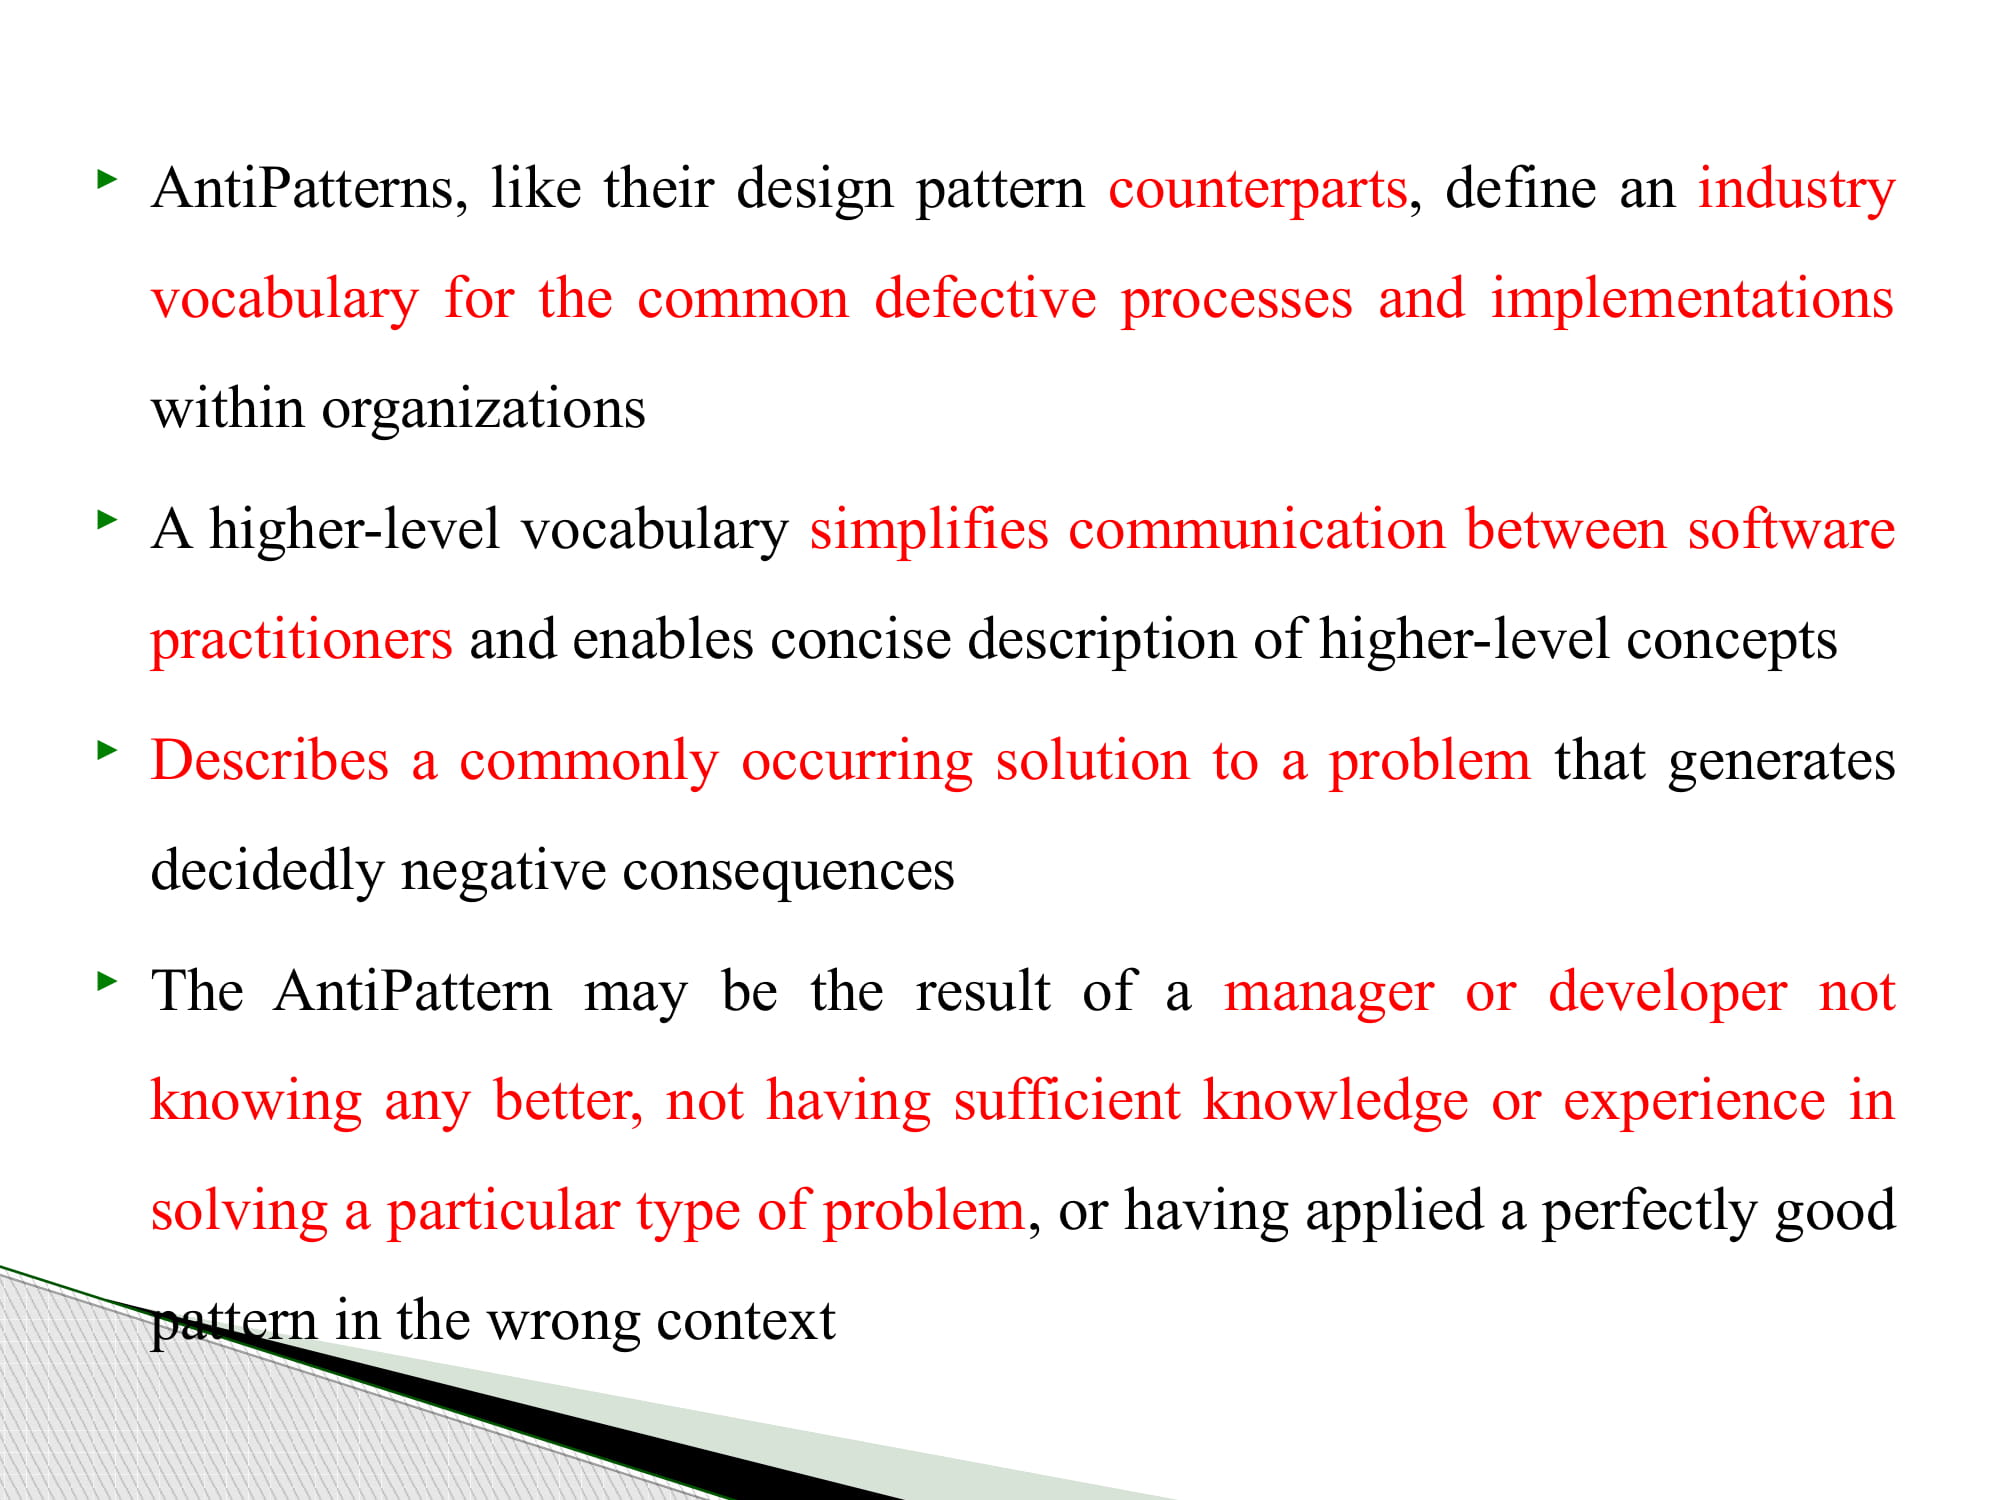 AntiPatterns, like their design pattern counterparts, define an industry
vocabulary for the common defective processes and implementations
within organizations
A higher-level vocabulary simplifies communication between software
practitioners and enables concise description of higher-level concepts
Describes a commonly occurring solution to a problem that generates
decidedly negative consequences
The AntiPattern may be the result of a manager or developer not
knowing any better, not having sufficient knowledge or experience in
solving a particular type of problem, or having applied a perfectly good
pattern in the wrong context